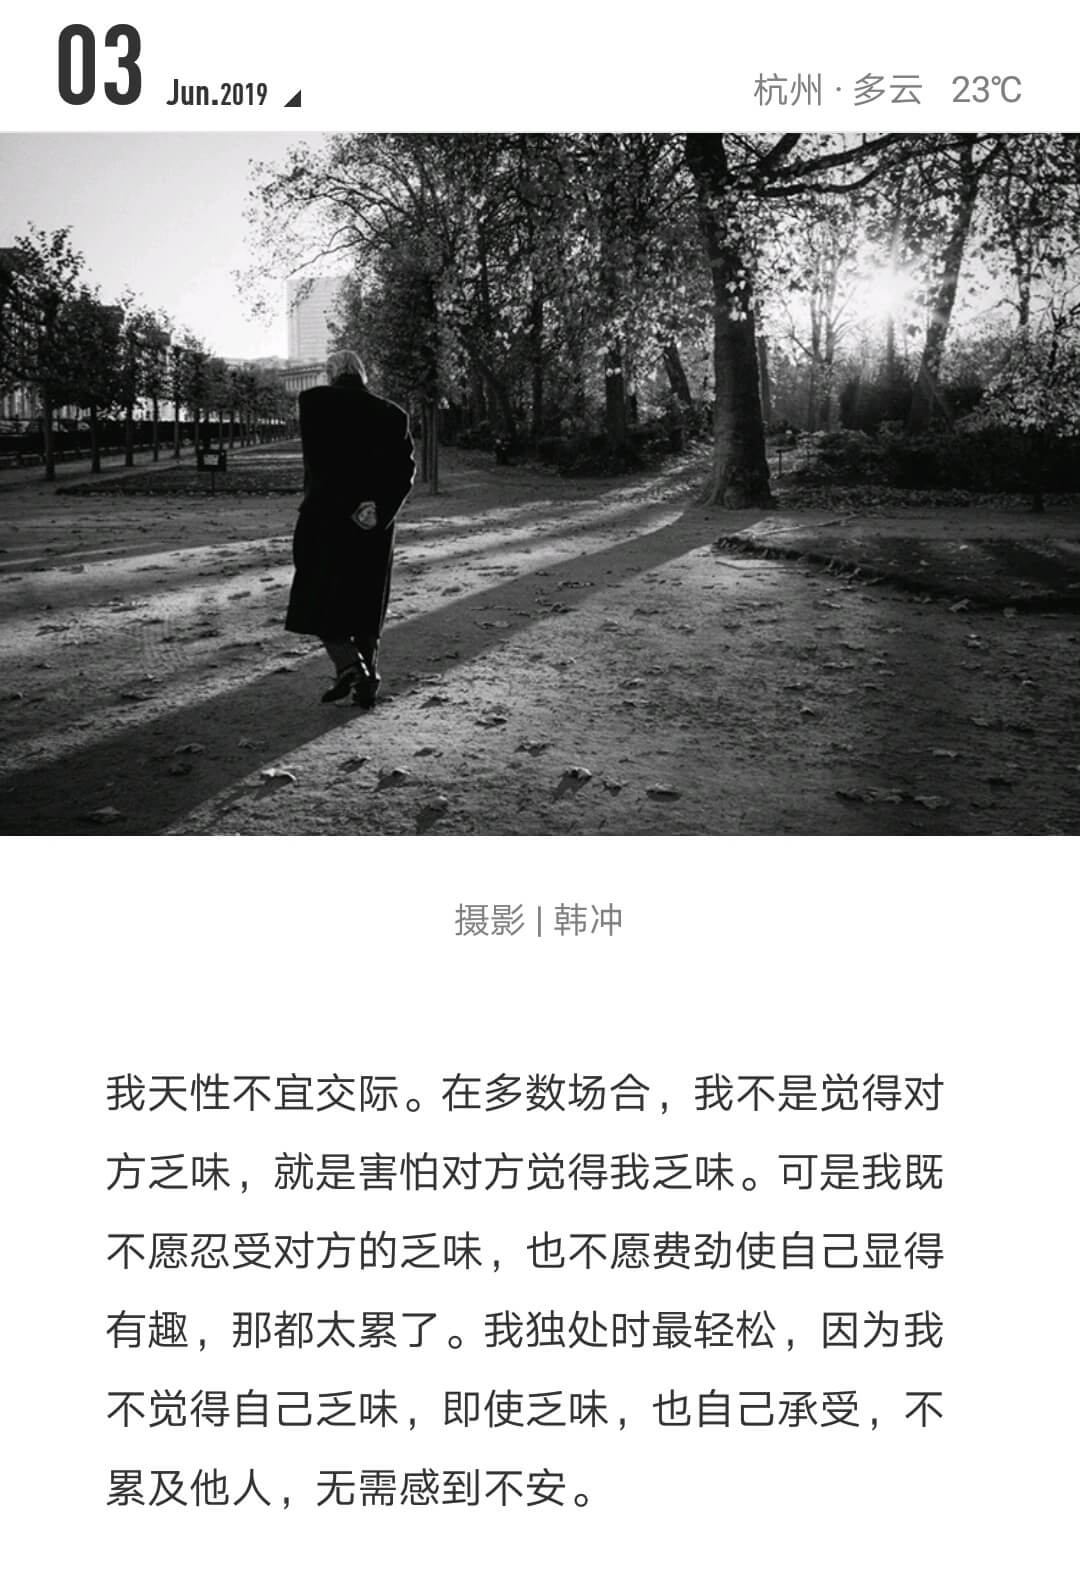 03 Jun.2019
杭州 · 多云 23℃
摄影 | 韩冲
我天性不宜交际。在多数场合，我不是觉得对
方乏味，就是害怕对方觉得我乏味。可是我既
不愿忍受对方的乏味，也不愿费劲使自己显得
有趣，那都太累了。我独处时最轻松，因为我
不觉得自己乏味，即使乏味，也自己承受，不
累及他人，无需感到不安。